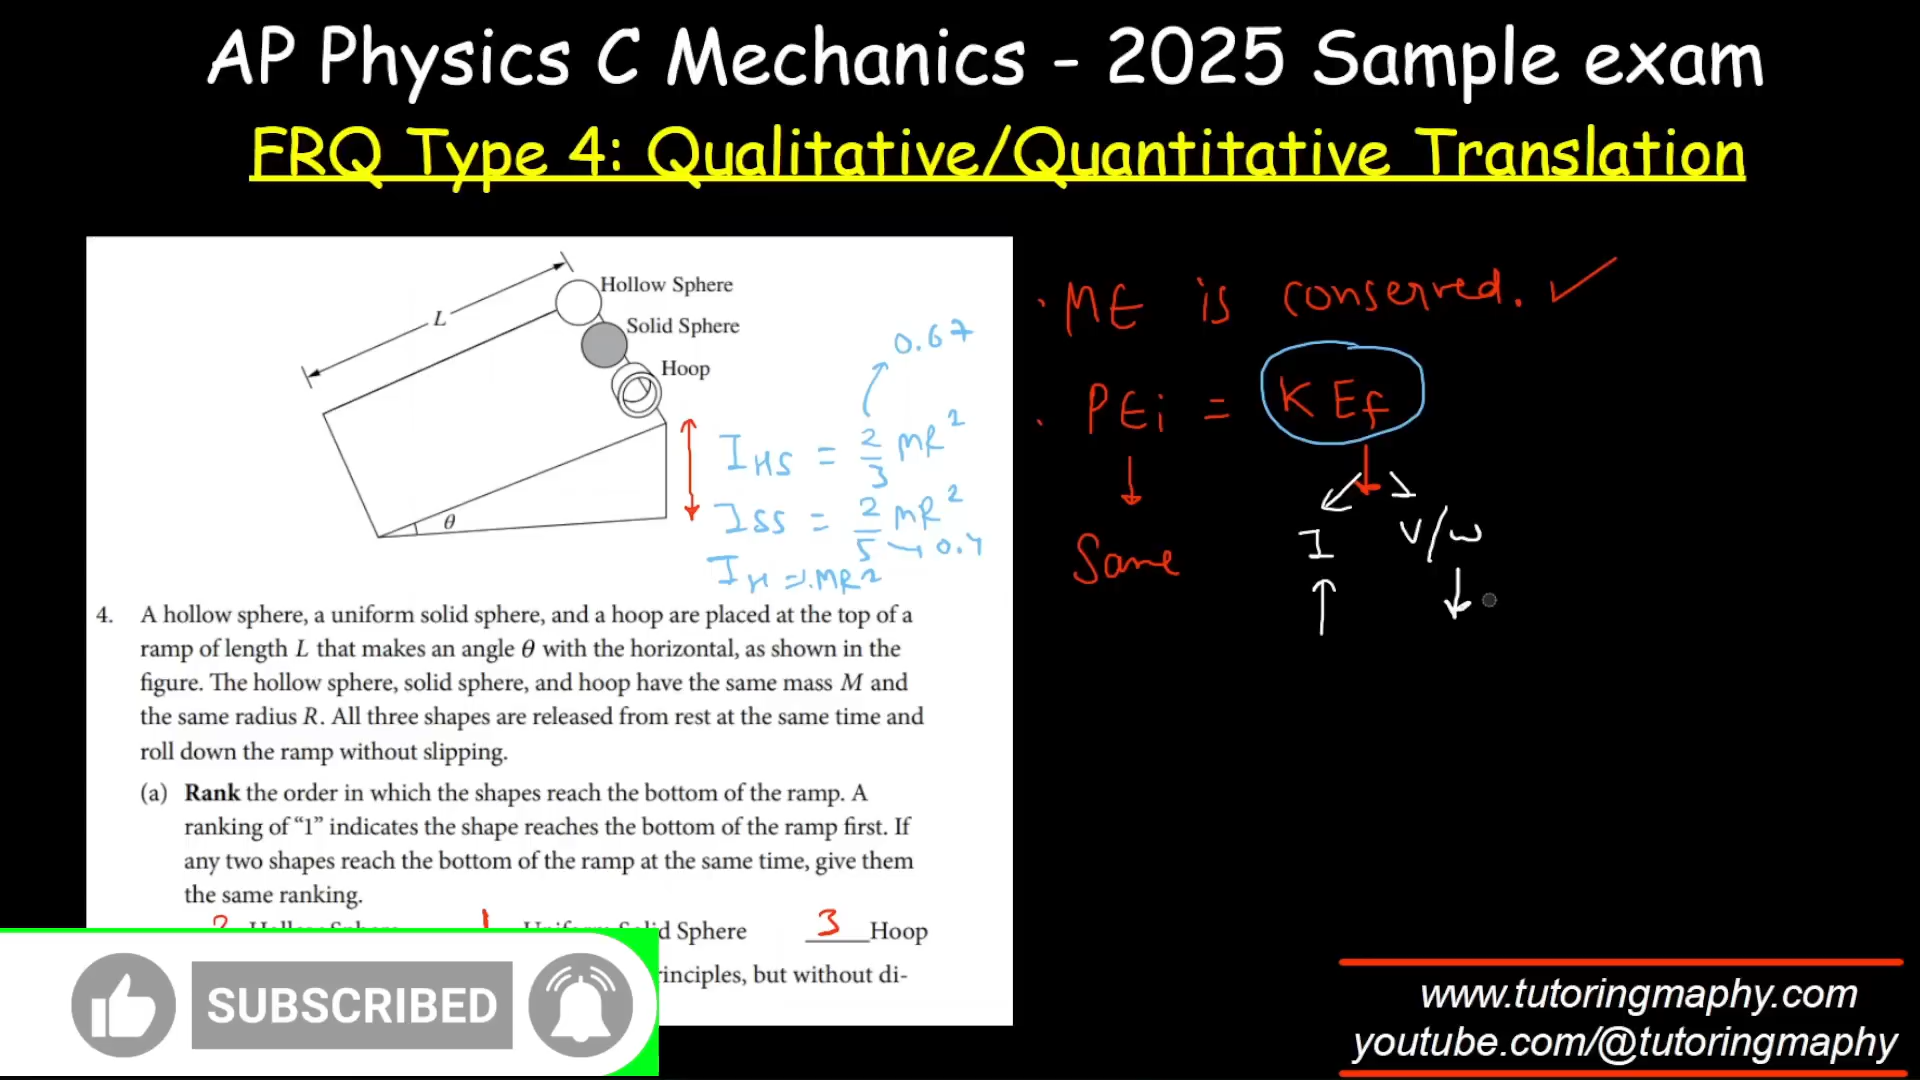 AP Physics C Mechanics - 2025 Sample exam
FRQ Type 4: Qualitative/Quantitative Translation
L
Hollow Sphere
Solid Sphere
Hoop
θ
0.67
I HS = 2/3 MR²
I SS = 2/5 MR²
0.4
I H = 1.MR2
· ME is conserved. ✓
· PEi = KEf
Same
I
V/ω
4. A hollow sphere, a uniform solid sphere, and a hoop are placed at the top of a
ramp of length L that makes an angle θ with the horizontal, as shown in the
figure. The hollow sphere, solid sphere, and hoop have the same mass M and
the same radius R. All three shapes are released from rest at the same time and
roll down the ramp without slipping.
(a) Rank the order in which the shapes reach the bottom of the ramp. A
ranking of “1” indicates the shape reaches the bottom of the ramp first. If
any two shapes reach the bottom of the ramp at the same time, give them
the same ranking.
d Sphere 3 Hoop
rinciples, but without di-
SUBSCRIBED
www.tutoringmaphy.com
youtube.com/@tutoringmaphy